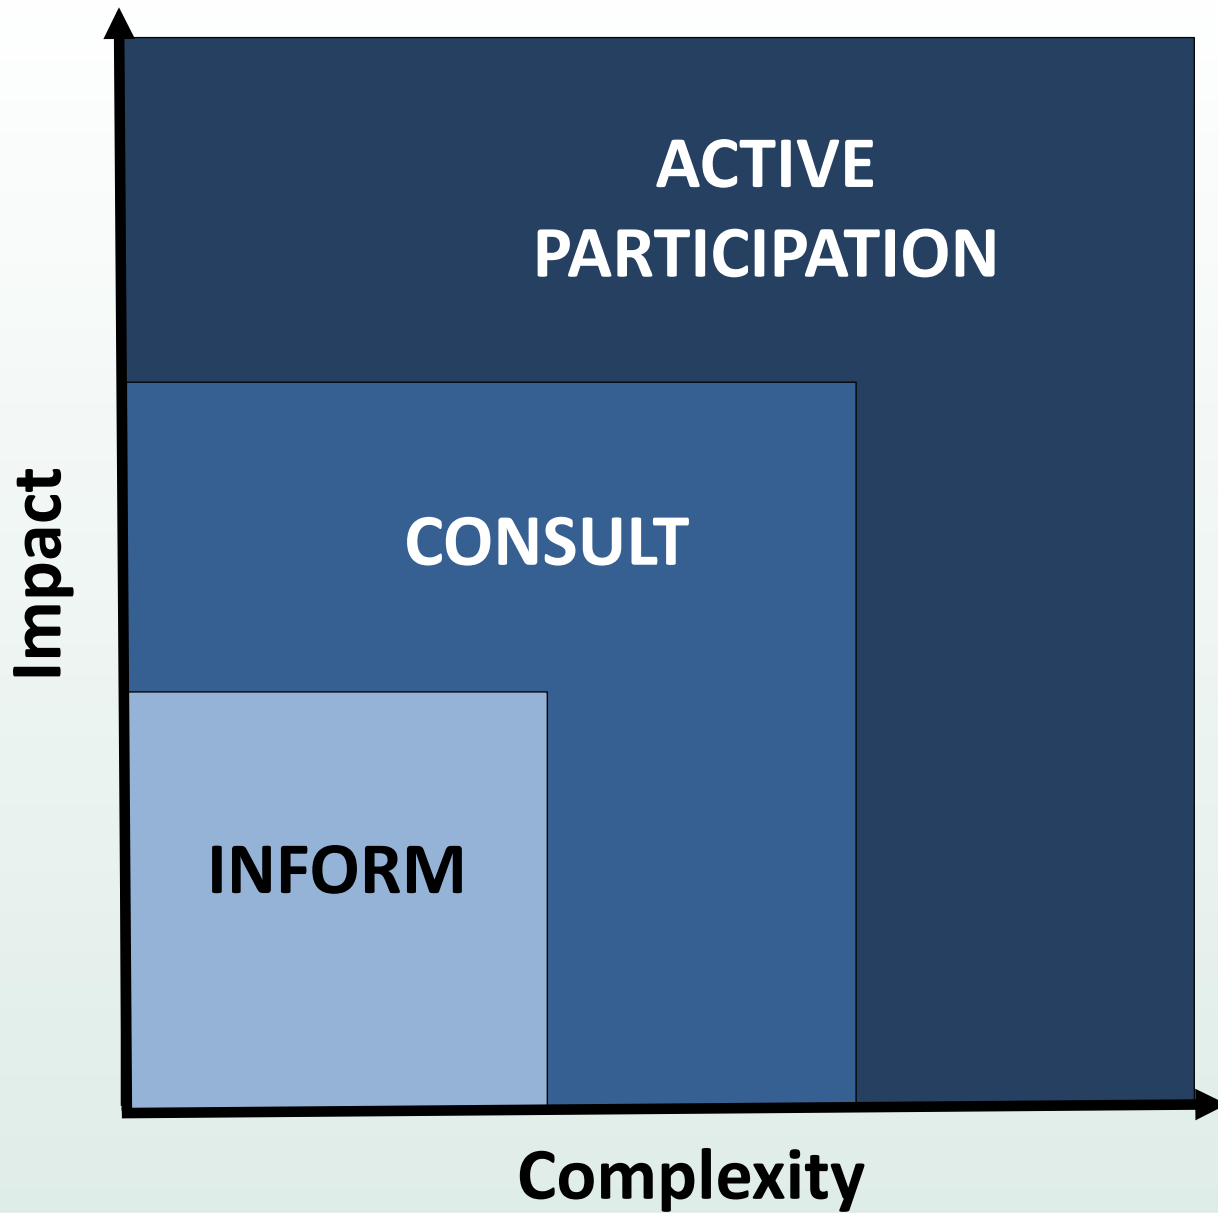 ACTIVE
PARTICIPATION
CONSULT
Impact
INFORM
Complexity